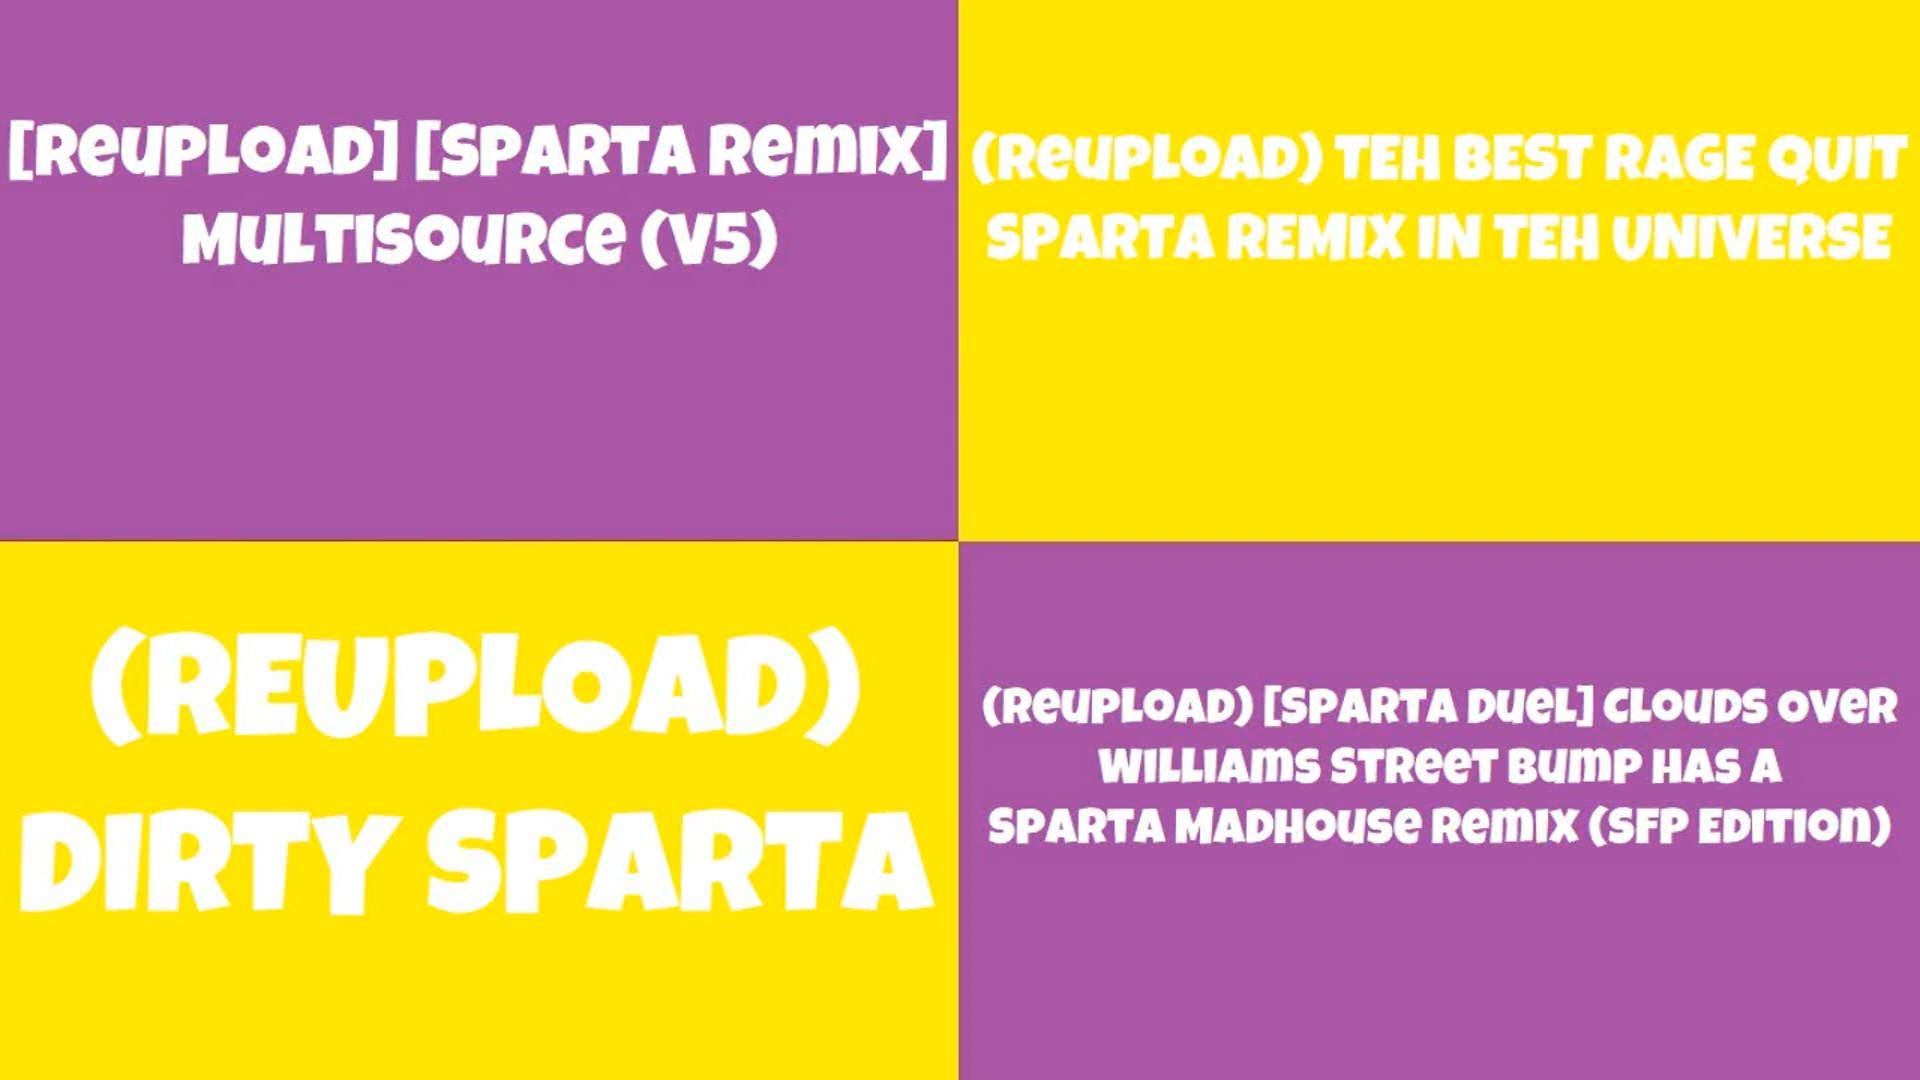 [Reupload] [Sparta Remix]
Multisource (V5)
(Reupload) TEH BEST RAGE QUIT
SPARTA REMIX IN TEH UNIVERSE
(REUPLOAD)
DIRTY SPARTA
(Reupload) [Sparta Duel] Clouds Over
Williams Street Bump Has A
Sparta Madhouse Remix (SFP Edition)